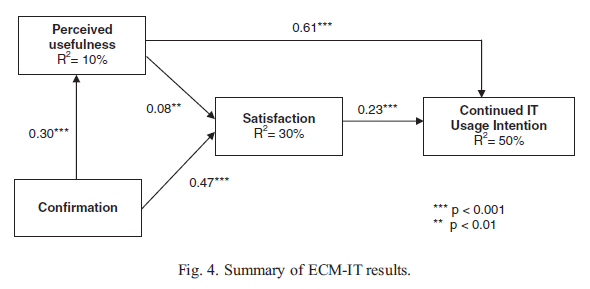 Perceived
usefulness
R²= 10%
0.61***
0.08**
Satisfaction
R²= 30%
0.23***
Continued IT
Usage Intention
R²= 50%
0.30***
0.47***
Confirmation
*** p < 0.001
** p < 0.01
Fig. 4. Summary of ECM-IT results.